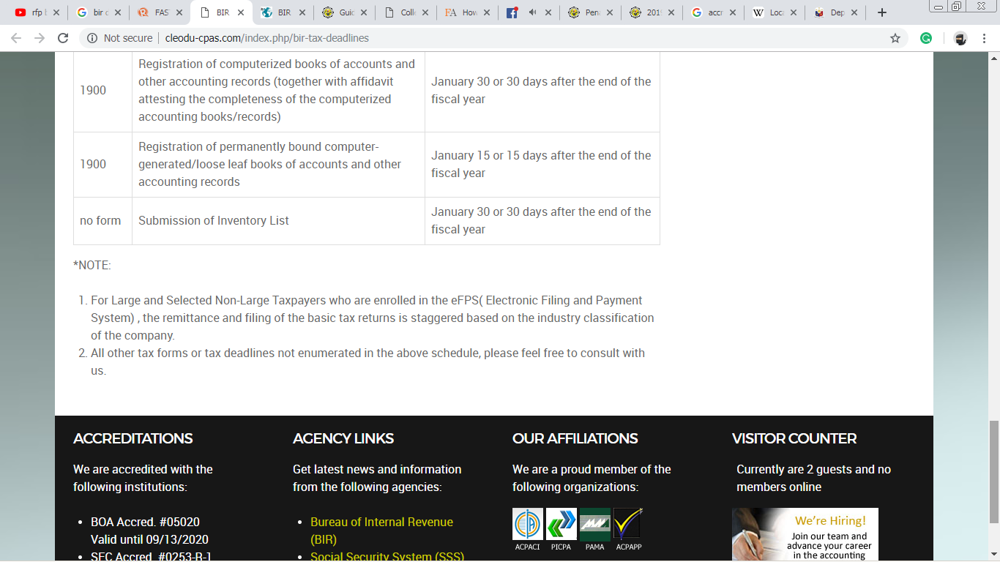 rfp b
bir c
FAS
BIR
BIR
Guid
Colle
How
Pena
2019
accr
Loca
Dep
Not secure
cleodu-cpas.com/index.php/bir-tax-deadlines
1900
Registration of computerized books of accounts and
other accounting records (together with affidavit
attesting the completeness of the computerized
accounting books/records)
January 30 or 30 days after the end of the
fiscal year
1900
Registration of permanently bound computer-
generated/loose leaf books of accounts and other
accounting records
January 15 or 15 days after the end of the
fiscal year
no form
Submission of Inventory List
January 30 or 30 days after the end of the
fiscal year
*NOTE:
1. For Large and Selected Non-Large Taxpayers who are enrolled in the eFPS( Electronic Filing and Payment
System) , the remittance and filing of the basic tax returns is staggered based on the industry classification
of the company.
2. All other tax forms or tax deadlines not enumerated in the above schedule, please feel free to consult with
us.
ACCREDITATIONS
We are accredited with the
following institutions:
• BOA Accred. #05020
Valid until 09/13/2020
• SEC Accred. #0253-R-1
AGENCY LINKS
Get latest news and information
from the following agencies:
• Bureau of Internal Revenue
(BIR)
• Social Security System (SSS)
OUR AFFILIATIONS
We are a proud member of the
following organizations:
ACPACI PICPA PAMA ACPAPP
VISITOR COUNTER
Currently are 2 guests and no
members online
We're Hiring!
Join our team and
advance your career
in the accounting